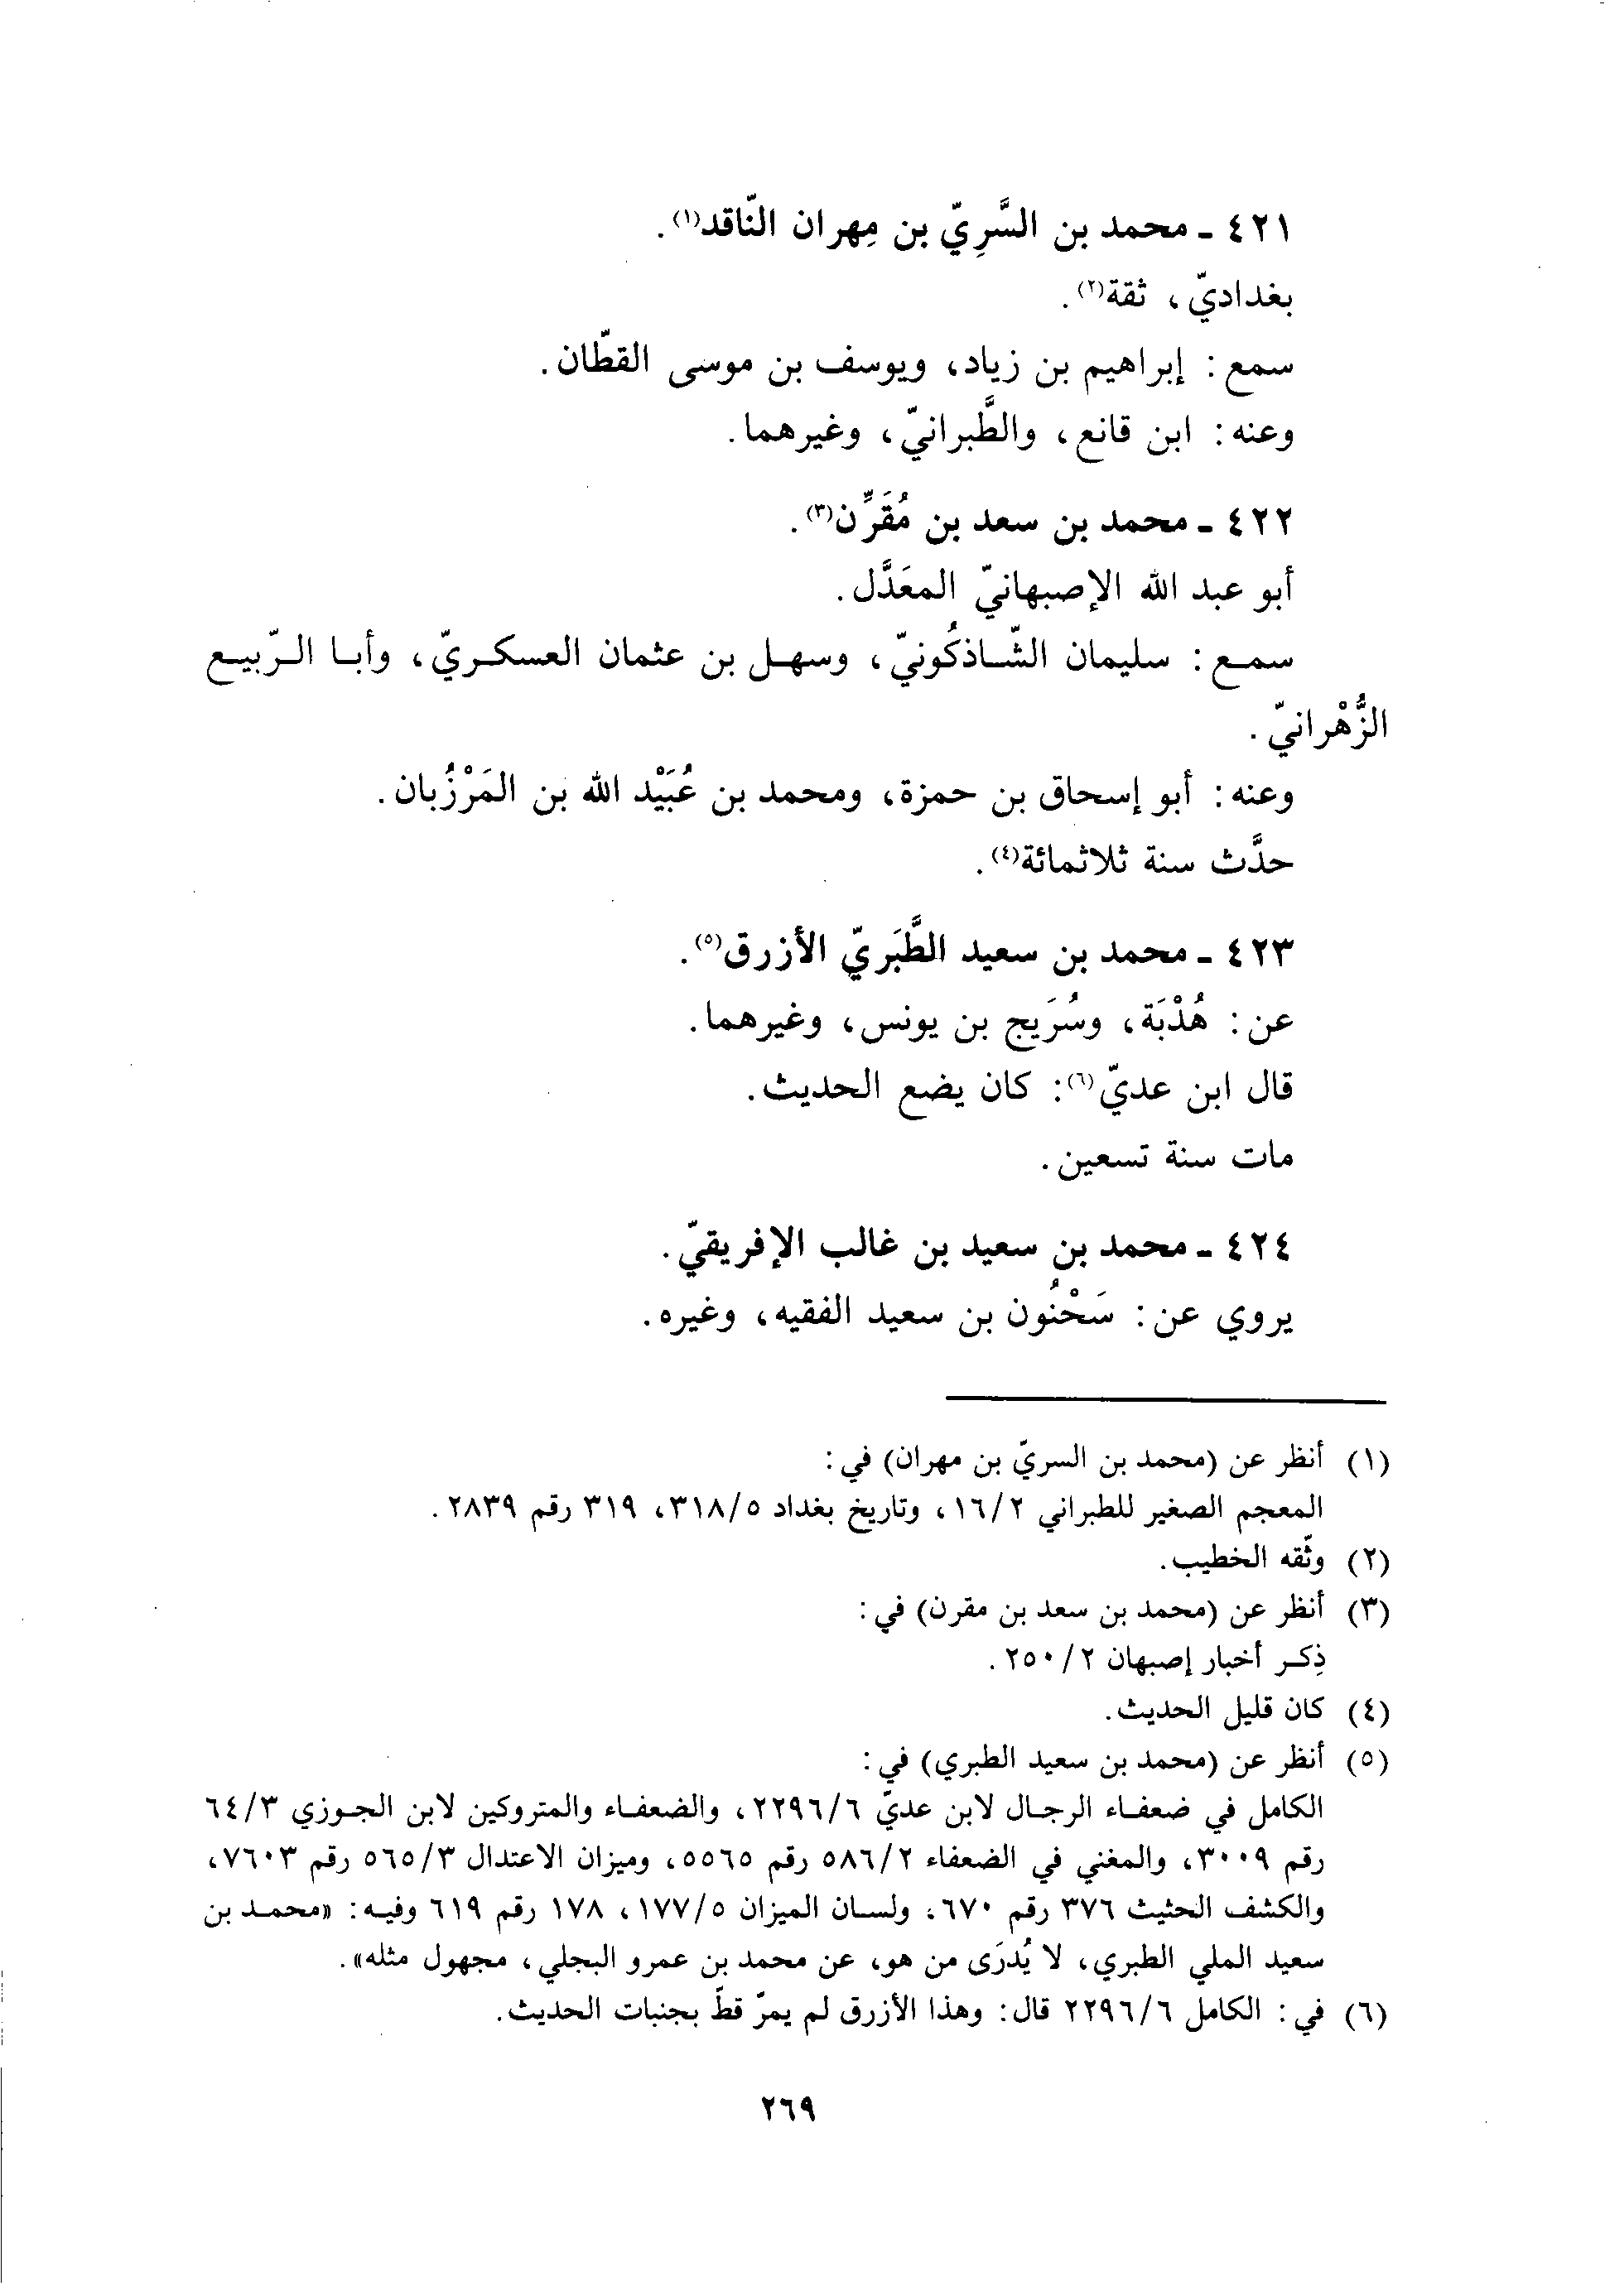 ٤٢١ ـ محمد بن السَّرِيّ بن مِهران النّاقد(١).
بغداديّ، ثقة(٢).
سمع: إبراهيم بن زياد، ويوسف بن موسى القطّان.
وعنه: ابن قانع، والطَّبرانيّ، وغيرهما.
٤٢٢ ـ محمد بن سعد بن مُقَرِّن(٣).
أبو عبد الله الإصبهانيّ المعَدَّل.
سمع: سليمان الشّاذكُونيّ، وسهل بن عثمان العسكريّ، وأبا الرّبيع
الزُّهْرانيّ.
وعنه: أبو إسحاق بن حمزة، ومحمد بن عُبَيْد الله بن المَرْزُبان.
حدَّث سنة ثلاثمائة(٤).
٤٢٣ ـ محمد بن سعيد الطَّبَريّ الأزرق(٥).
عن: هُدْبَة، وسُرَيج بن يونس، وغيرهما.
قال ابن عديّ(٦): كان يضع الحديث.
مات سنة تسعين.
٤٢٤ ـ محمد بن سعيد بن غالب الإفريقيّ.
يروي عن: سَحْنُون بن سعيد الفقيه، وغيره.
(١) أنظر عن (محمد بن السريّ بن مهران) في:
المعجم الصغير للطبراني ١٦/٢، وتاريخ بغداد ٣١٨/٥، ٣١٩ رقم ٢٨٣٩.
(٢) وثّقه الخطيب.
(٣) أنظر عن (محمد بن سعد بن مقرن) في:
ذِكر أخبار إصبهان ٢٥٠/٢.
(٤) كان قليل الحديث.
(٥) أنظر عن (محمد بن سعيد الطبري) في:
الكامل في ضعفاء الرجال لابن عديّ ٢٢٩٦/٦، والضعفاء والمتروكين لابن الجوزي ٦٤/٣
رقم ٣٠٠٩، والمغني في الضعفاء ٥٨٦/٢ رقم ٥٥٦٥، وميزان الاعتدال ٥٦٥/٣ رقم ٧٦٠٣،
والكشف الحثيث ٣٧٦ رقم ٦٧٠، ولسان الميزان ١٧٧/٥، ١٧٨ رقم ٦١٩ وفيه: «محمد بن
سعيد الملي الطبري، لا يُدرَى من هو، عن محمد بن عمرو البجلي، مجهول مثله».
(٦) في: الكامل ٢٢٩٦/٦ قال: وهذا الأزرق لم يمرّ قطّ بجنبات الحديث.
٢٦٩